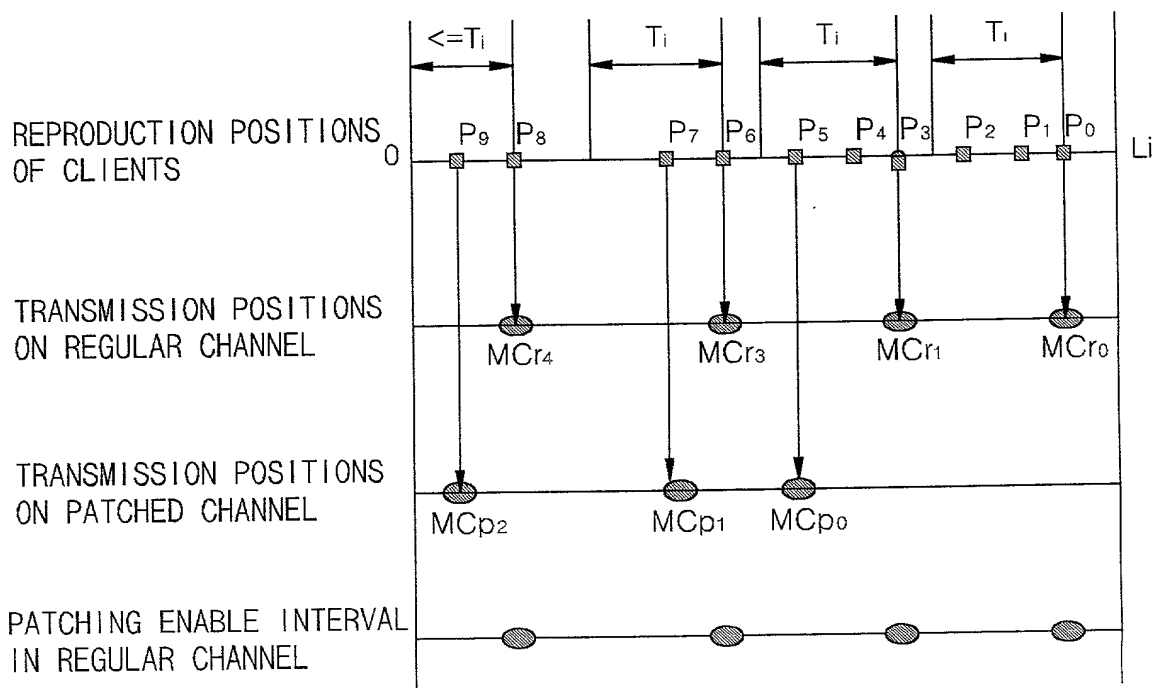 <=Ti Ti Ti Ti
REPRODUCTION POSITIONS
OF CLIENTS
0 P9 P8 P7 P6 P5 P4 P3 P2 P1 P0 Li
TRANSMISSION POSITIONS
ON REGULAR CHANNEL
MCr4 MCr3 MCr1 MCr0
TRANSMISSION POSITIONS
ON PATCHED CHANNEL
MCp2 MCp1 MCp0
PATCHING ENABLE INTERVAL
IN REGULAR CHANNEL